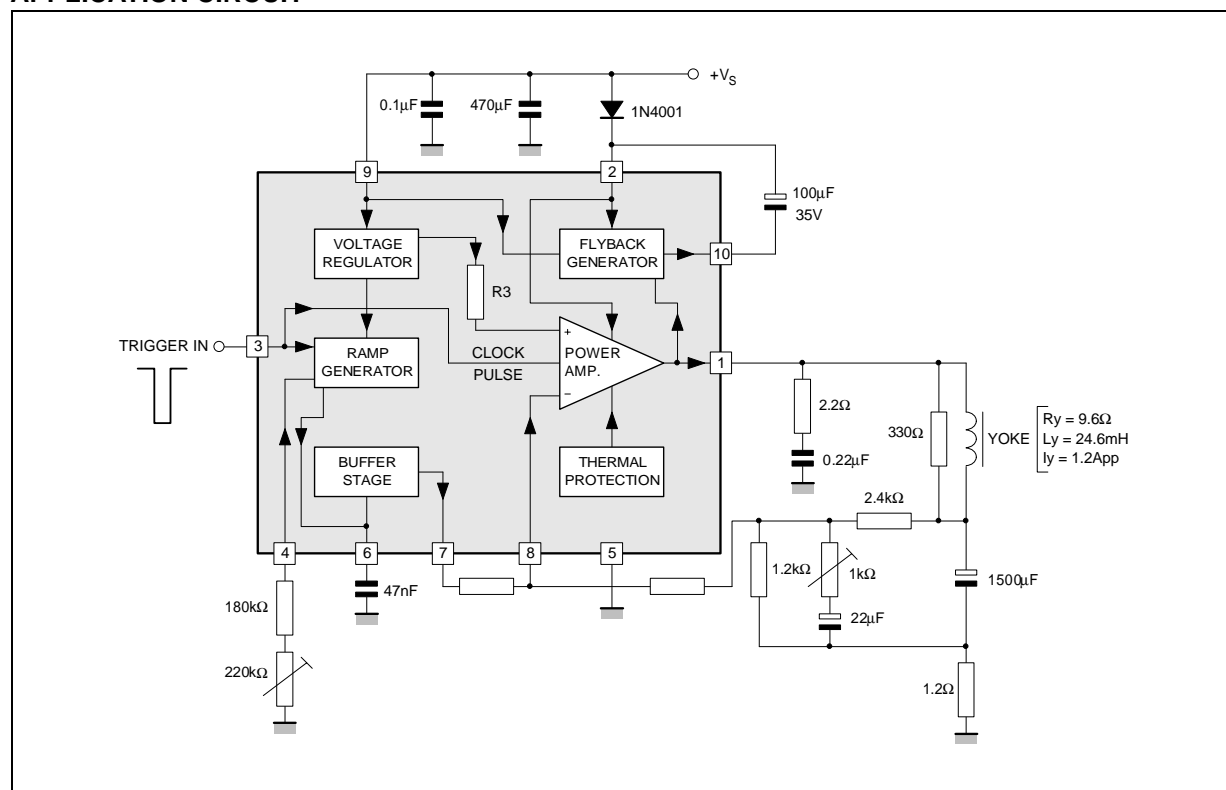 APPLICATION CIRCUIT
+VS
0.1µF
470µF
1N4001
9
2
100µF
35V
VOLTAGE
REGULATOR
FLYBACK
GENERATOR
10
R3
TRIGGER IN
3
RAMP
GENERATOR
CLOCK
PULSE
+
POWER
AMP.
−
1
2.2Ω
0.22µF
330Ω
YOKE
Ry = 9.6Ω
Ly = 24.6mH
Iy = 1.2App
BUFFER
STAGE
THERMAL
PROTECTION
2.4kΩ
4
6
7
8
5
47nF
1.2kΩ
1kΩ
22µF
1500µF
180kΩ
220kΩ
1.2Ω